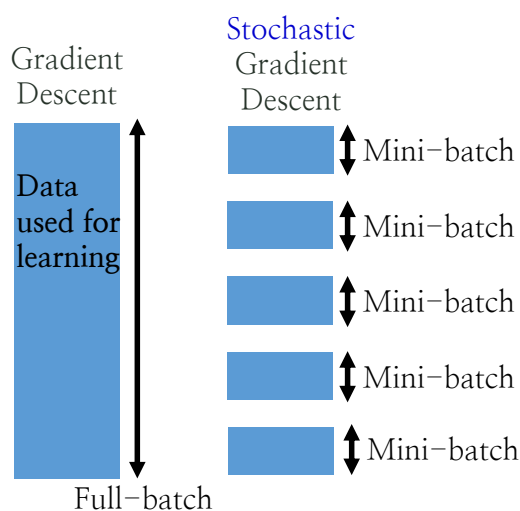 Gradient
Descent
Data
used for
learning
Full-batch
Stochastic
Gradient
Descent
Mini-batch
Mini-batch
Mini-batch
Mini-batch
Mini-batch